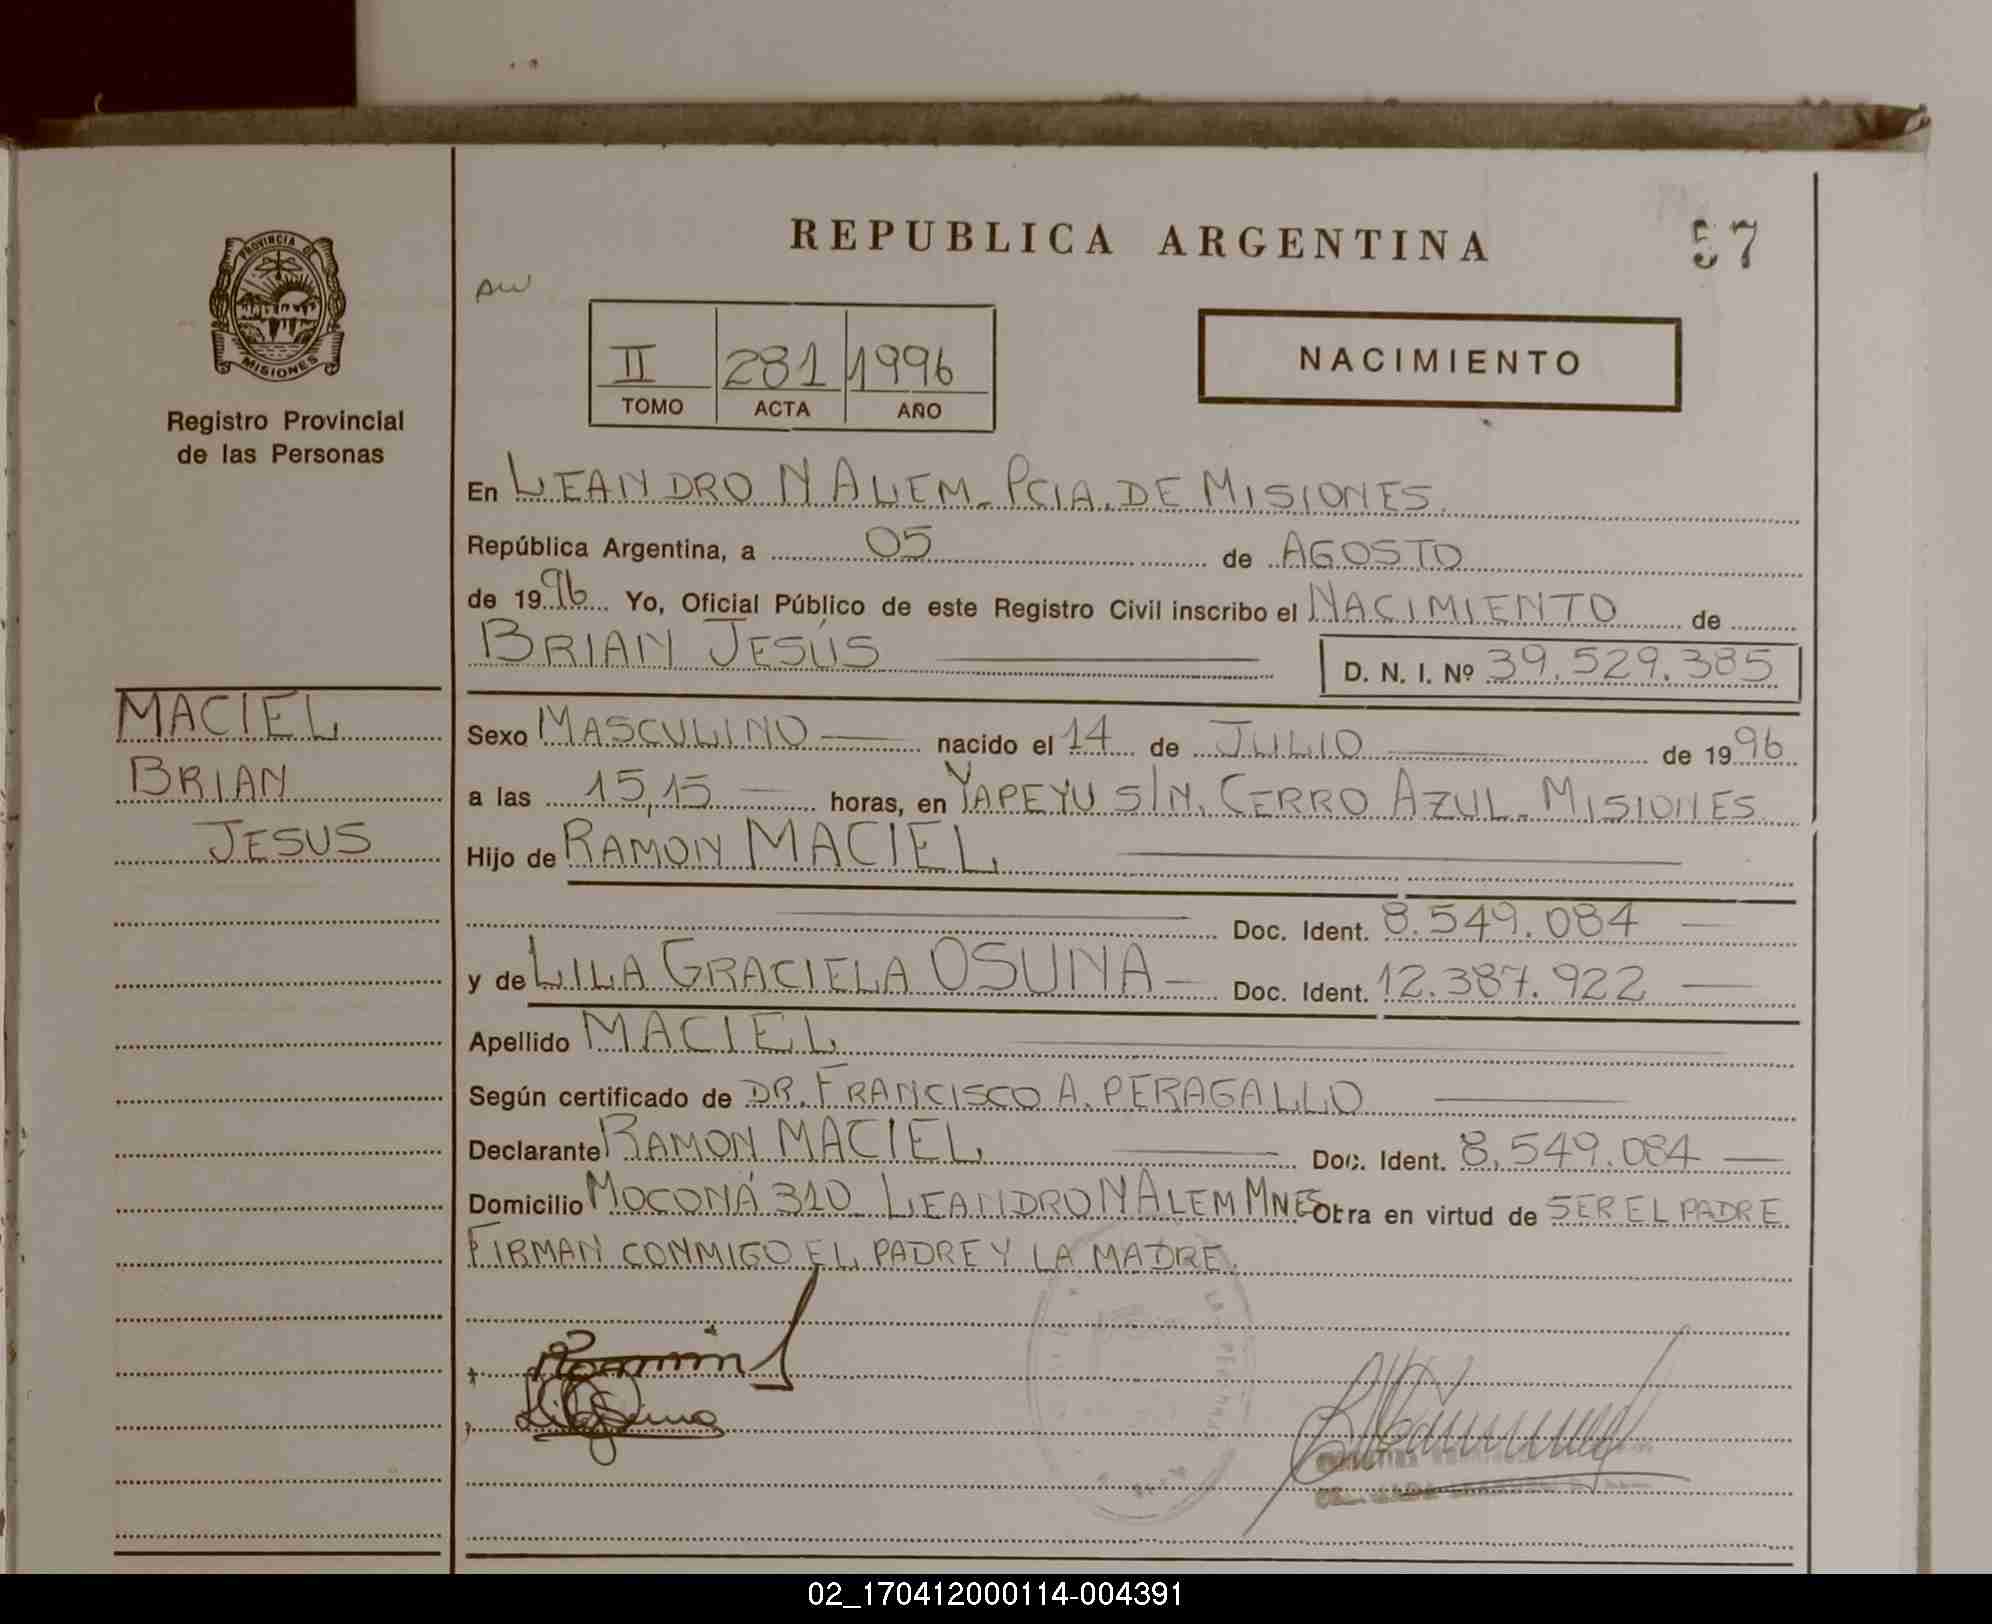 REPUBLICA ARGENTINA
57
PROVINCIA DE
MISIONES
Registro Provincial
de las Personas
II 281 1996
TOMO ACTA AÑO
NACIMIENTO
En LEANDRO N ALEM - PCIA. DE MISIONES.
República Argentina, a 05 de AGOSTO
de 1996 Yo, Oficial Público de este Registro Civil inscribo el NACIMIENTO de
BRIAN JESÚS D. N. I. Nº 39.529.385
MACIEL
BRIAN
JESUS
Sexo MASCULINO nacido el 14 de JULIO de 1996
a las 15,15 horas, en YAPEYU S/N. CERRO AZUL - MISIONES
Hijo de RAMON MACIEL
Doc. Ident. 8.549.084
y de LILA GRACIELA OSUNA Doc. Ident. 12.387.922
Apellido MACIEL
Según certificado de DR. FRANCISCO A. PERAGALLO
Declarante RAMON MACIEL Doc. Ident. 8.549.084
Domicilio MOCONÁ 310 - LEANDRO N ALEM MNES Obra en virtud de SER EL PADRE
FIRMAN CONMIGO EL PADRE Y LA MADRE.
02_170412000114-004391